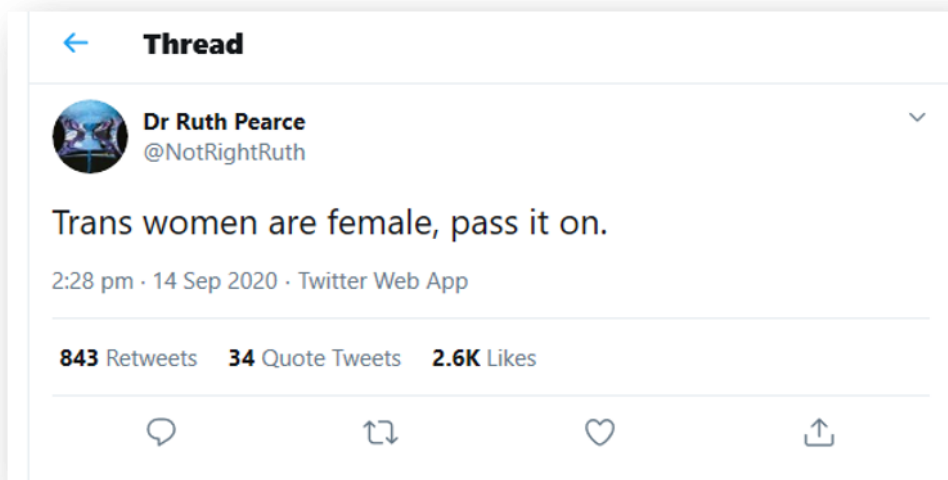 Thread
Dr Ruth Pearce
@NotRightRuth
Trans women are female, pass it on.
2:28 pm · 14 Sep 2020 · Twitter Web App
843 Retweets 34 Quote Tweets 2.6K Likes